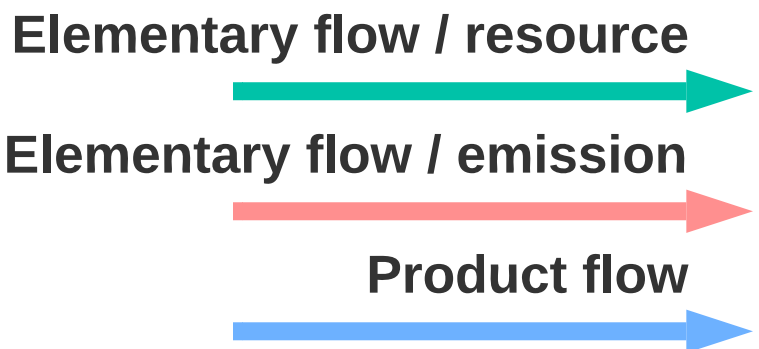 Elementary flow / resource
Elementary flow / emission
Product flow